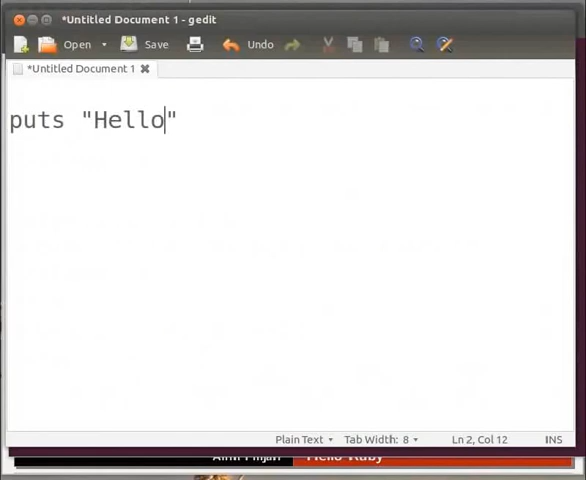 *Untitled Document 1 - gedit
Open Save Undo
*Untitled Document 1
puts "Hello"
Plain Text Tab Width: 8 Ln 2, Col 12 INS
Hello Ruby